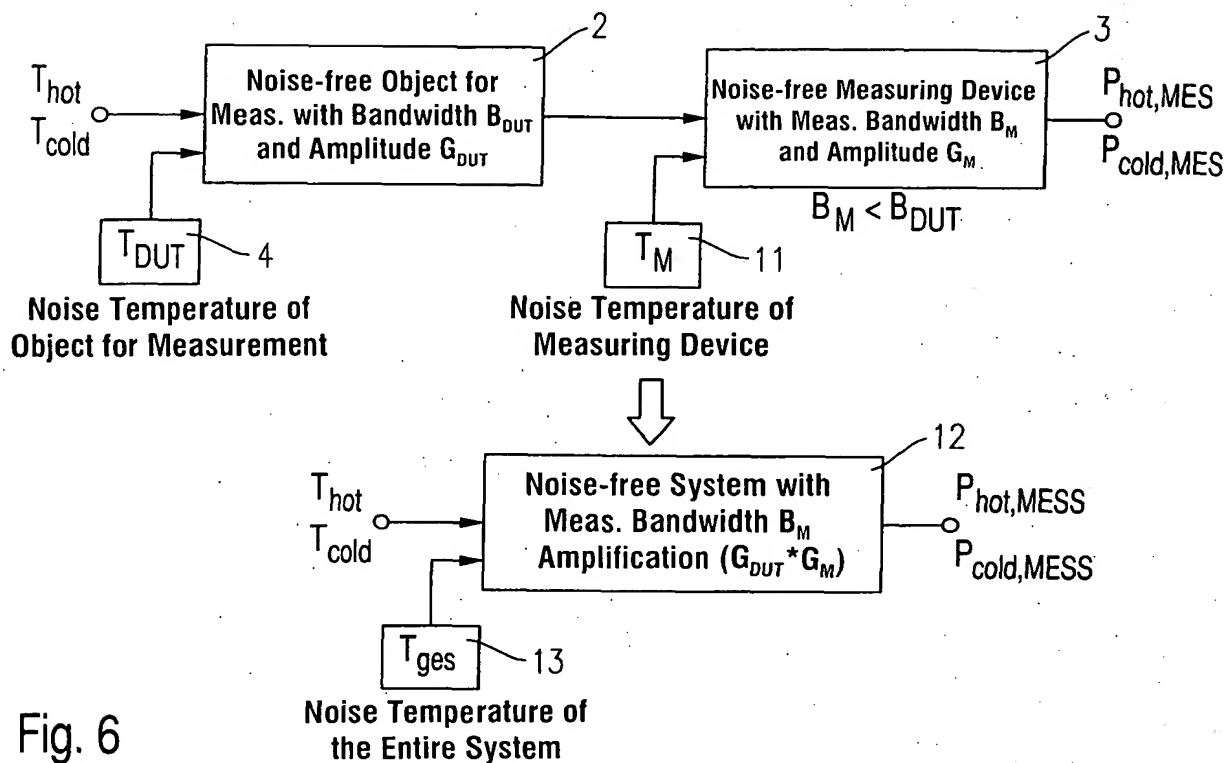 2
3
T_hot
T_cold
Noise-free Object for
Meas. with Bandwidth B_DUT
and Amplitude G_DUT
Noise-free Measuring Device
with Meas. Bandwidth B_M
and Amplitude G_M
P_hot,MES
P_cold,MES
B_M < B_DUT
T_DUT
4
T_M
11
Noise Temperature of
Object for Measurement
Noise Temperature of
Measuring Device
12
T_hot
T_cold
Noise-free System with
Meas. Bandwidth B_M
Amplification (G_DUT*G_M)
P_hot,MESS
P_cold,MESS
T_ges
13
Noise Temperature of
the Entire System
Fig. 6